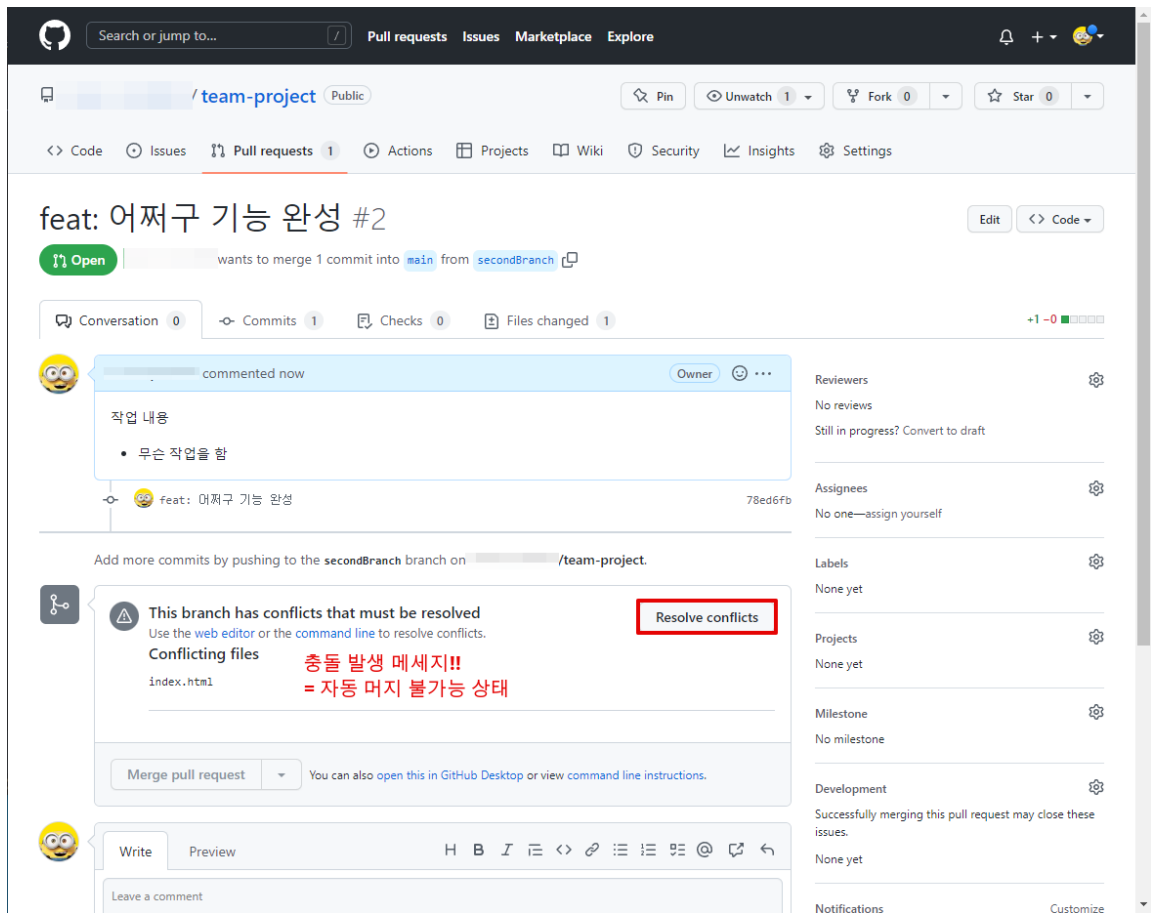 Search or jump to... / Pull requests Issues Marketplace Explore
/ team-project Public Pin Unwatch 1 Fork 0 Star 0
Code Issues Pull requests 1 Actions Projects Wiki Security Insights Settings
feat: 어쩌구 기능 완성 #2 Edit Code
Open wants to merge 1 commit into main from secondBranch
Conversation 0 Commits 1 Checks 0 Files changed 1 +1 −0
commented now Owner
작업 내용
• 무슨 작업을 함
feat: 어쩌구 기능 완성 78ed6fb
Add more commits by pushing to the secondBranch branch on /team-project.
This branch has conflicts that must be resolved
Use the web editor or the command line to resolve conflicts.
Resolve conflicts
Conflicting files
index.html
충돌 발생 메세지!!
= 자동 머지 불가능 상태
Merge pull request You can also open this in GitHub Desktop or view command line instructions.
Write Preview H B I
Leave a comment
Reviewers
No reviews
Still in progress? Convert to draft
Assignees
No one—assign yourself
Labels
None yet
Projects
None yet
Milestone
No milestone
Development
Successfully merging this pull request may close these
issues.
None yet
Notifications Customize